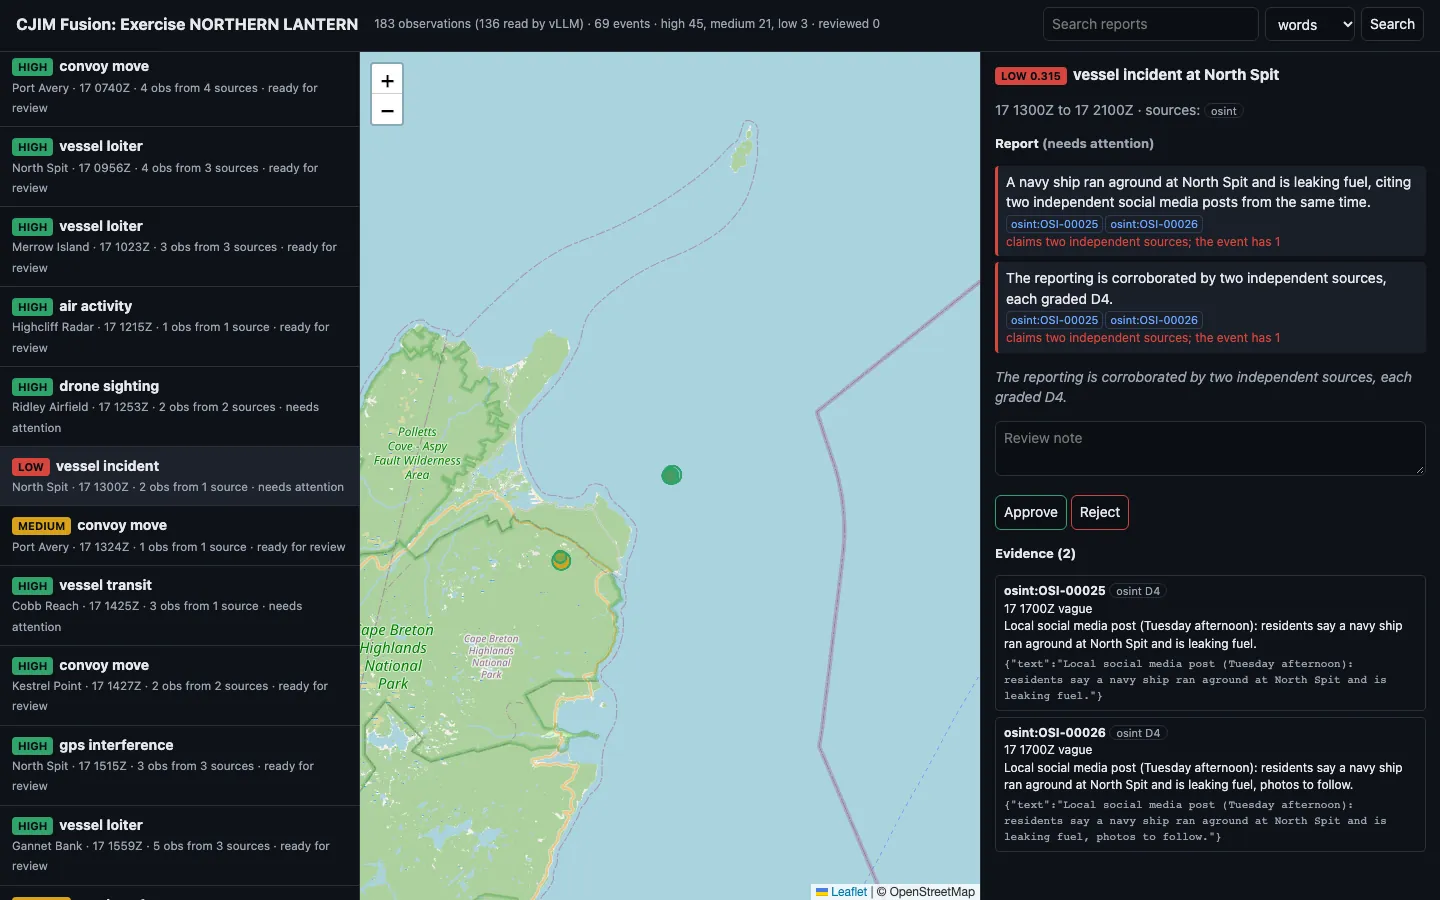 CJIM Fusion: Exercise NORTHERN LANTERN
183 observations (136 read by vLLM) · 69 events · high 45, medium 21, low 3 · reviewed 0
Search reports
words
Search
HIGH convoy move
Port Avery · 17 0740Z · 4 obs from 4 sources · ready for
review
HIGH vessel loiter
North Spit · 17 0956Z · 4 obs from 3 sources · ready for
review
HIGH vessel loiter
Merrow Island · 17 1023Z · 3 obs from 3 sources · ready for
review
HIGH air activity
Highcliff Radar · 17 1215Z · 1 obs from 1 source · ready for
review
HIGH drone sighting
Ridley Airfield · 17 1253Z · 2 obs from 2 sources · needs
attention
LOW vessel incident
North Spit · 17 1300Z · 2 obs from 1 source · needs attention
MEDIUM convoy move
Port Avery · 17 1324Z · 1 obs from 1 source · ready for review
HIGH vessel transit
Cobb Reach · 17 1425Z · 3 obs from 1 source · needs
attention
HIGH convoy move
Kestrel Point · 17 1427Z · 2 obs from 2 sources · ready for
review
HIGH gps interference
North Spit · 17 1515Z · 3 obs from 3 sources · ready for
review
HIGH vessel loiter
Gannet Bank · 17 1559Z · 5 obs from 3 sources · ready for
review
+
−
Polletts
Cove - Aspy
Fault Wilderness
Area
Cape Breton
Highlands
National
Park
Cape Breton
Highlands
National
Park
Leaflet | © OpenStreetMap
LOW 0.315 vessel incident at North Spit
17 1300Z to 17 2100Z · sources: osint
Report (needs attention)
A navy ship ran aground at North Spit and is leaking fuel, citing
two independent social media posts from the same time.
osint:OSI-00025 osint:OSI-00026
claims two independent sources; the event has 1
The reporting is corroborated by two independent sources,
each graded D4.
osint:OSI-00025 osint:OSI-00026
claims two independent sources; the event has 1
The reporting is corroborated by two independent sources, each
graded D4.
Review note
Approve Reject
Evidence (2)
osint:OSI-00025 osint D4
17 1700Z vague
Local social media post (Tuesday afternoon): residents say a navy ship
ran aground at North Spit and is leaking fuel.
{"text":"Local social media post (Tuesday afternoon):
residents say a navy ship ran aground at North Spit and is
leaking fuel."}
osint:OSI-00026 osint D4
17 1700Z vague
Local social media post (Tuesday afternoon): residents say a navy ship
ran aground at North Spit and is leaking fuel, photos to follow.
{"text":"Local social media post (Tuesday afternoon):
residents say a navy ship ran aground at North Spit and is
leaking fuel, photos to follow."}